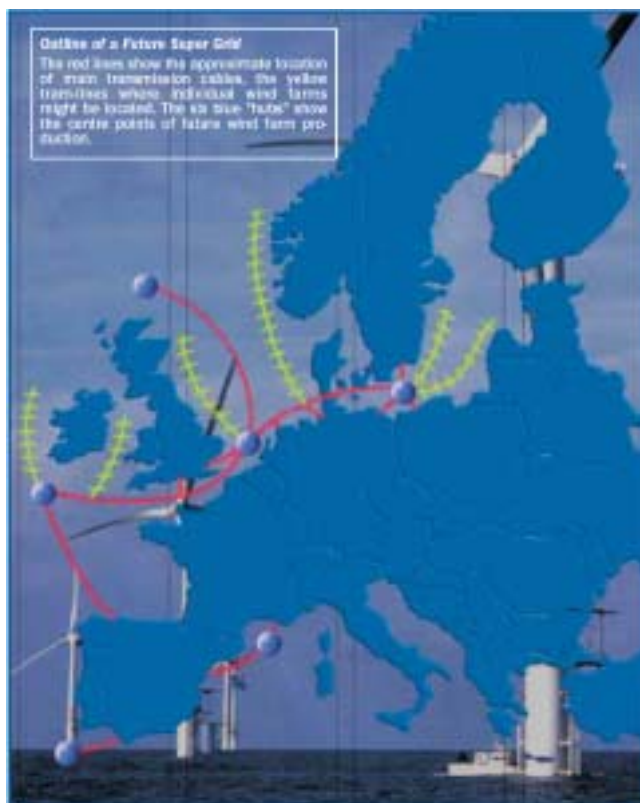 Outline of a Future Super Grid
The red lines show the approximate location
of main transmission cables, the yellow
tram-lines where individual wind farms
might be located. The six blue "hubs" show
the centre points of future wind farm pro-
duction.